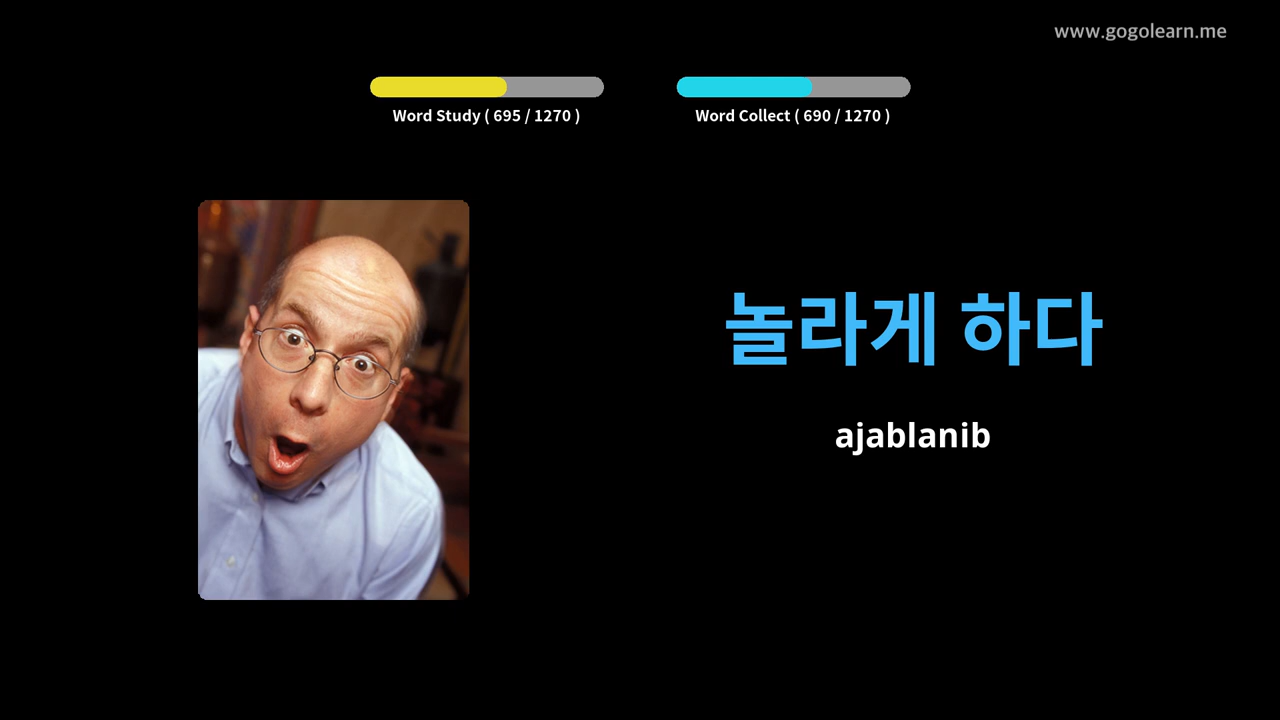 www.gogolearn.me
Word Study ( 695 / 1270 )
Word Collect ( 690 / 1270 )
놀라게 하다
ajablanib